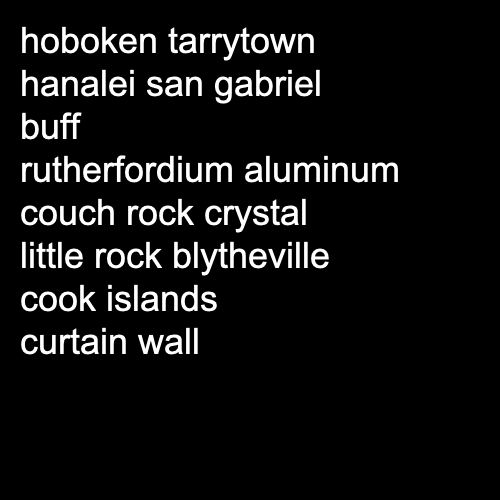 hoboken tarrytown
hanalei san gabriel
buff
rutherfordium aluminum
couch rock crystal
little rock blytheville
cook islands
curtain wall